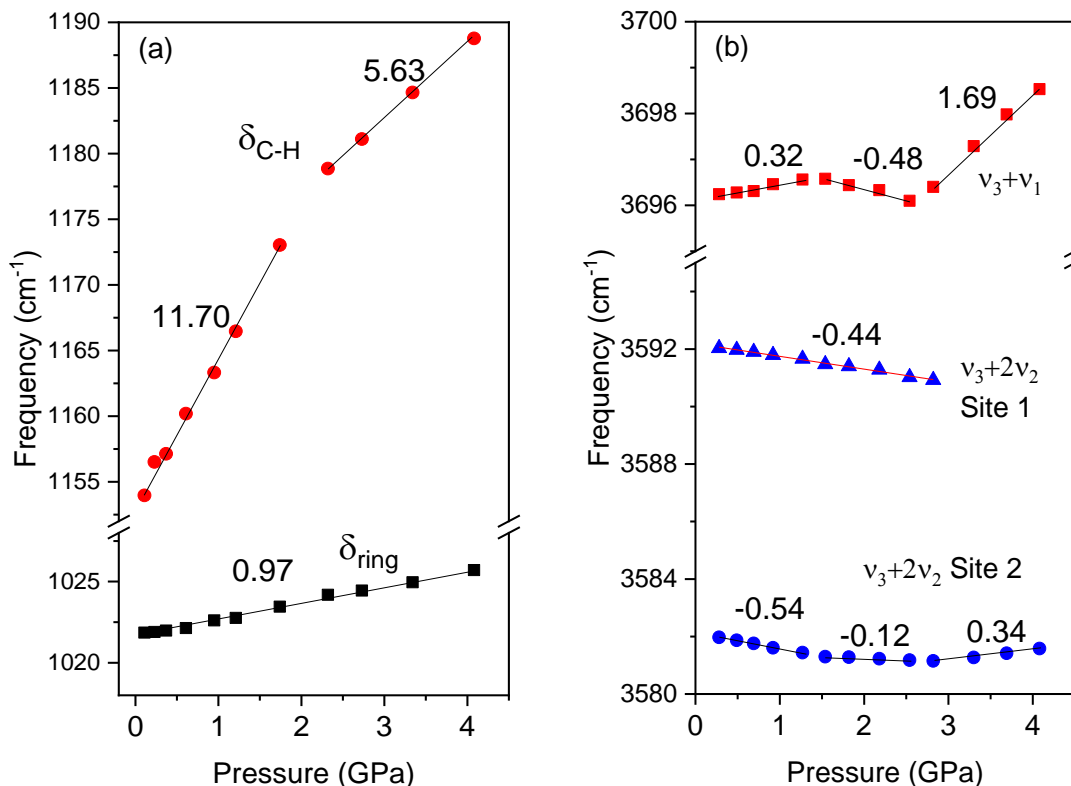 (a)
1190
1185
1180
1175
1170
1165
1160
1154
1025
1020
Frequency (cm⁻¹)
5.63
δC-H
11.70
δring
0.97
0 1 2 3 4
Pressure (GPa)
(b)
3700
3698
3696
3592
3588
3584
3580
Frequency (cm⁻¹)
1.69
0.32
-0.48
ν₃+ν₁
-0.44
ν₃+2ν₂
Site 1
ν₃+2ν₂ Site 2
-0.54
-0.12
0.34
0 1 2 3 4
Pressure (GPa)